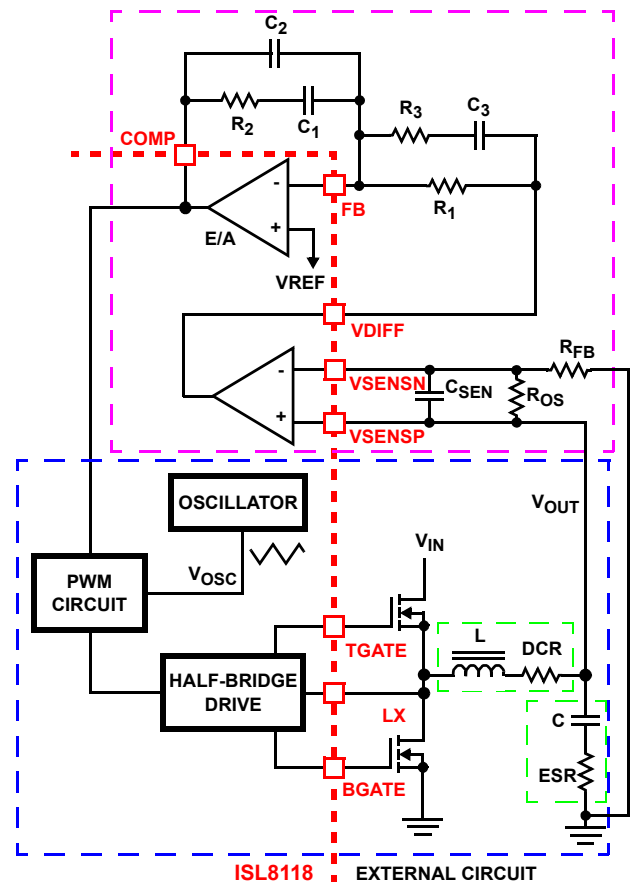 C2
R2
C1
R3
C3
COMP
-
+
E/A
FB
R1
VREF
VDIFF
RFB
-
+
VSENSN
CSEN
ROS
VSENSP
OSCILLATOR
VOUT
VIN
PWM
CIRCUIT
VOSC
TGATE
L
DCR
HALF-BRIDGE
DRIVE
LX
C
BGATE
ESR
ISL8118
EXTERNAL CIRCUIT